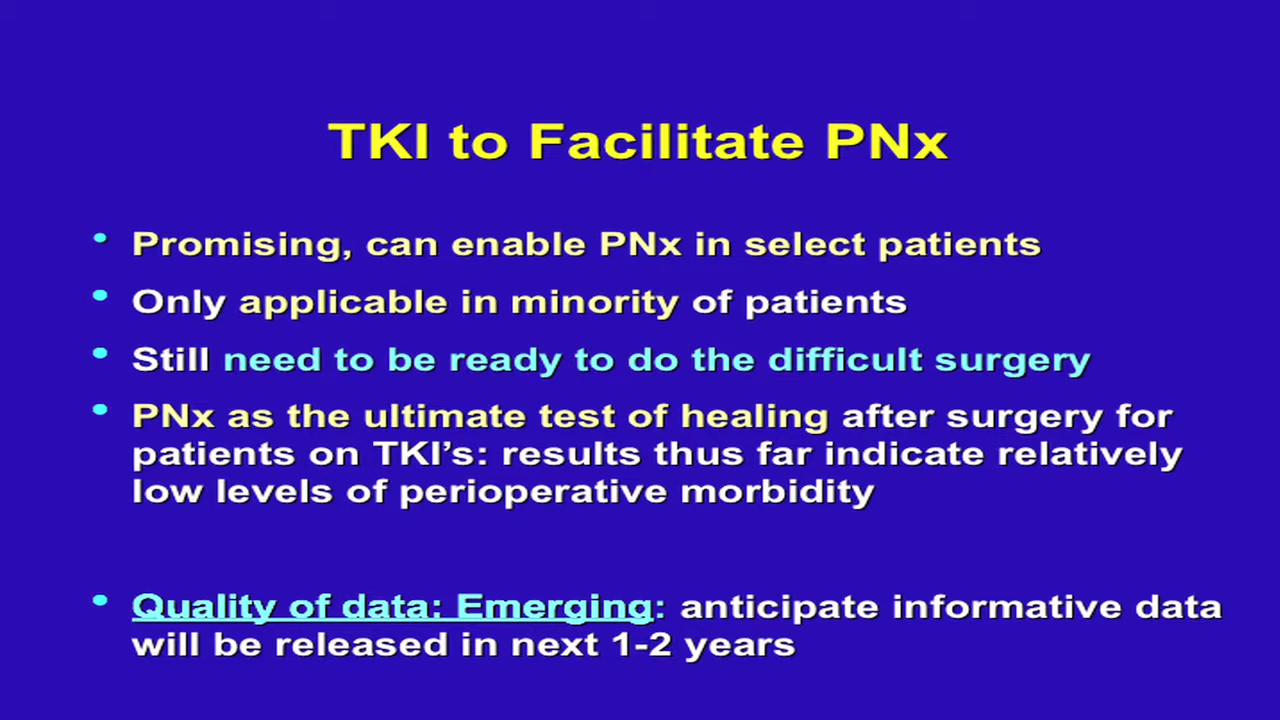 TKI to Facilitate PNx
• Promising, can enable PNx in select patients
• Only applicable in minority of patients
• Still need to be ready to do the difficult surgery
• PNx as the ultimate test of healing after surgery for
patients on TKI’s: results thus far indicate relatively
low levels of perioperative morbidity
• Quality of data: Emerging: anticipate informative data
will be released in next 1-2 years